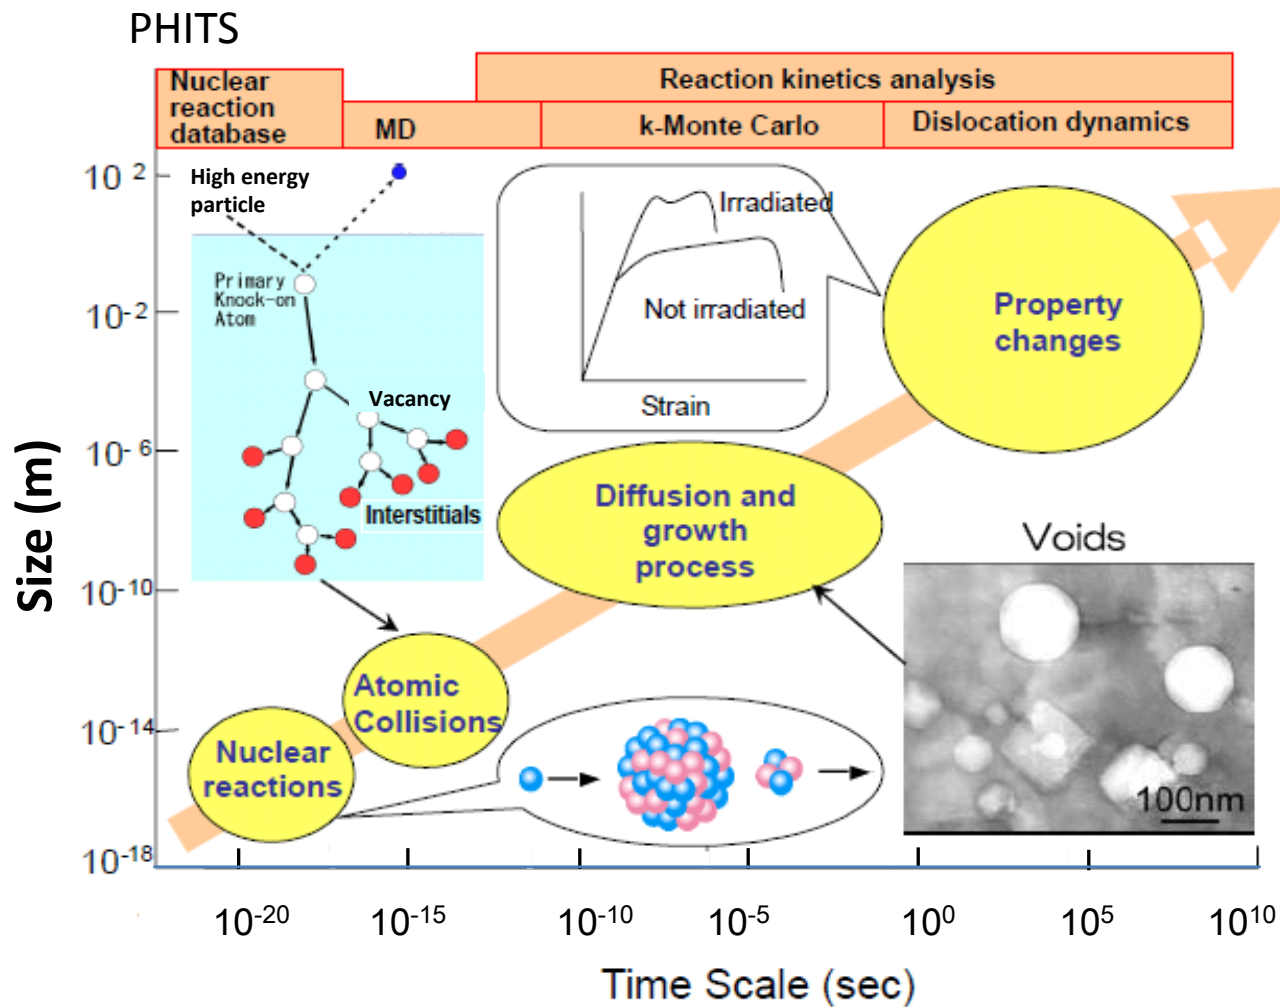 PHITS
Nuclear
reaction
database
MD
Reaction kinetics analysis
k-Monte Carlo
Dislocation dynamics
Size (m)
10 2
10-2
10-6
10-10
10-14
10-18
High energy
particle
Primary
Knock-on
Atom
Vacancy
Interstitials
Irradiated
Not irradiated
Strain
Property
changes
Diffusion and
growth
process
Voids
100nm
Atomic
Collisions
Nuclear
reactions
10-20
10-15
10-10
10-5
100
105
1010
Time Scale (sec)